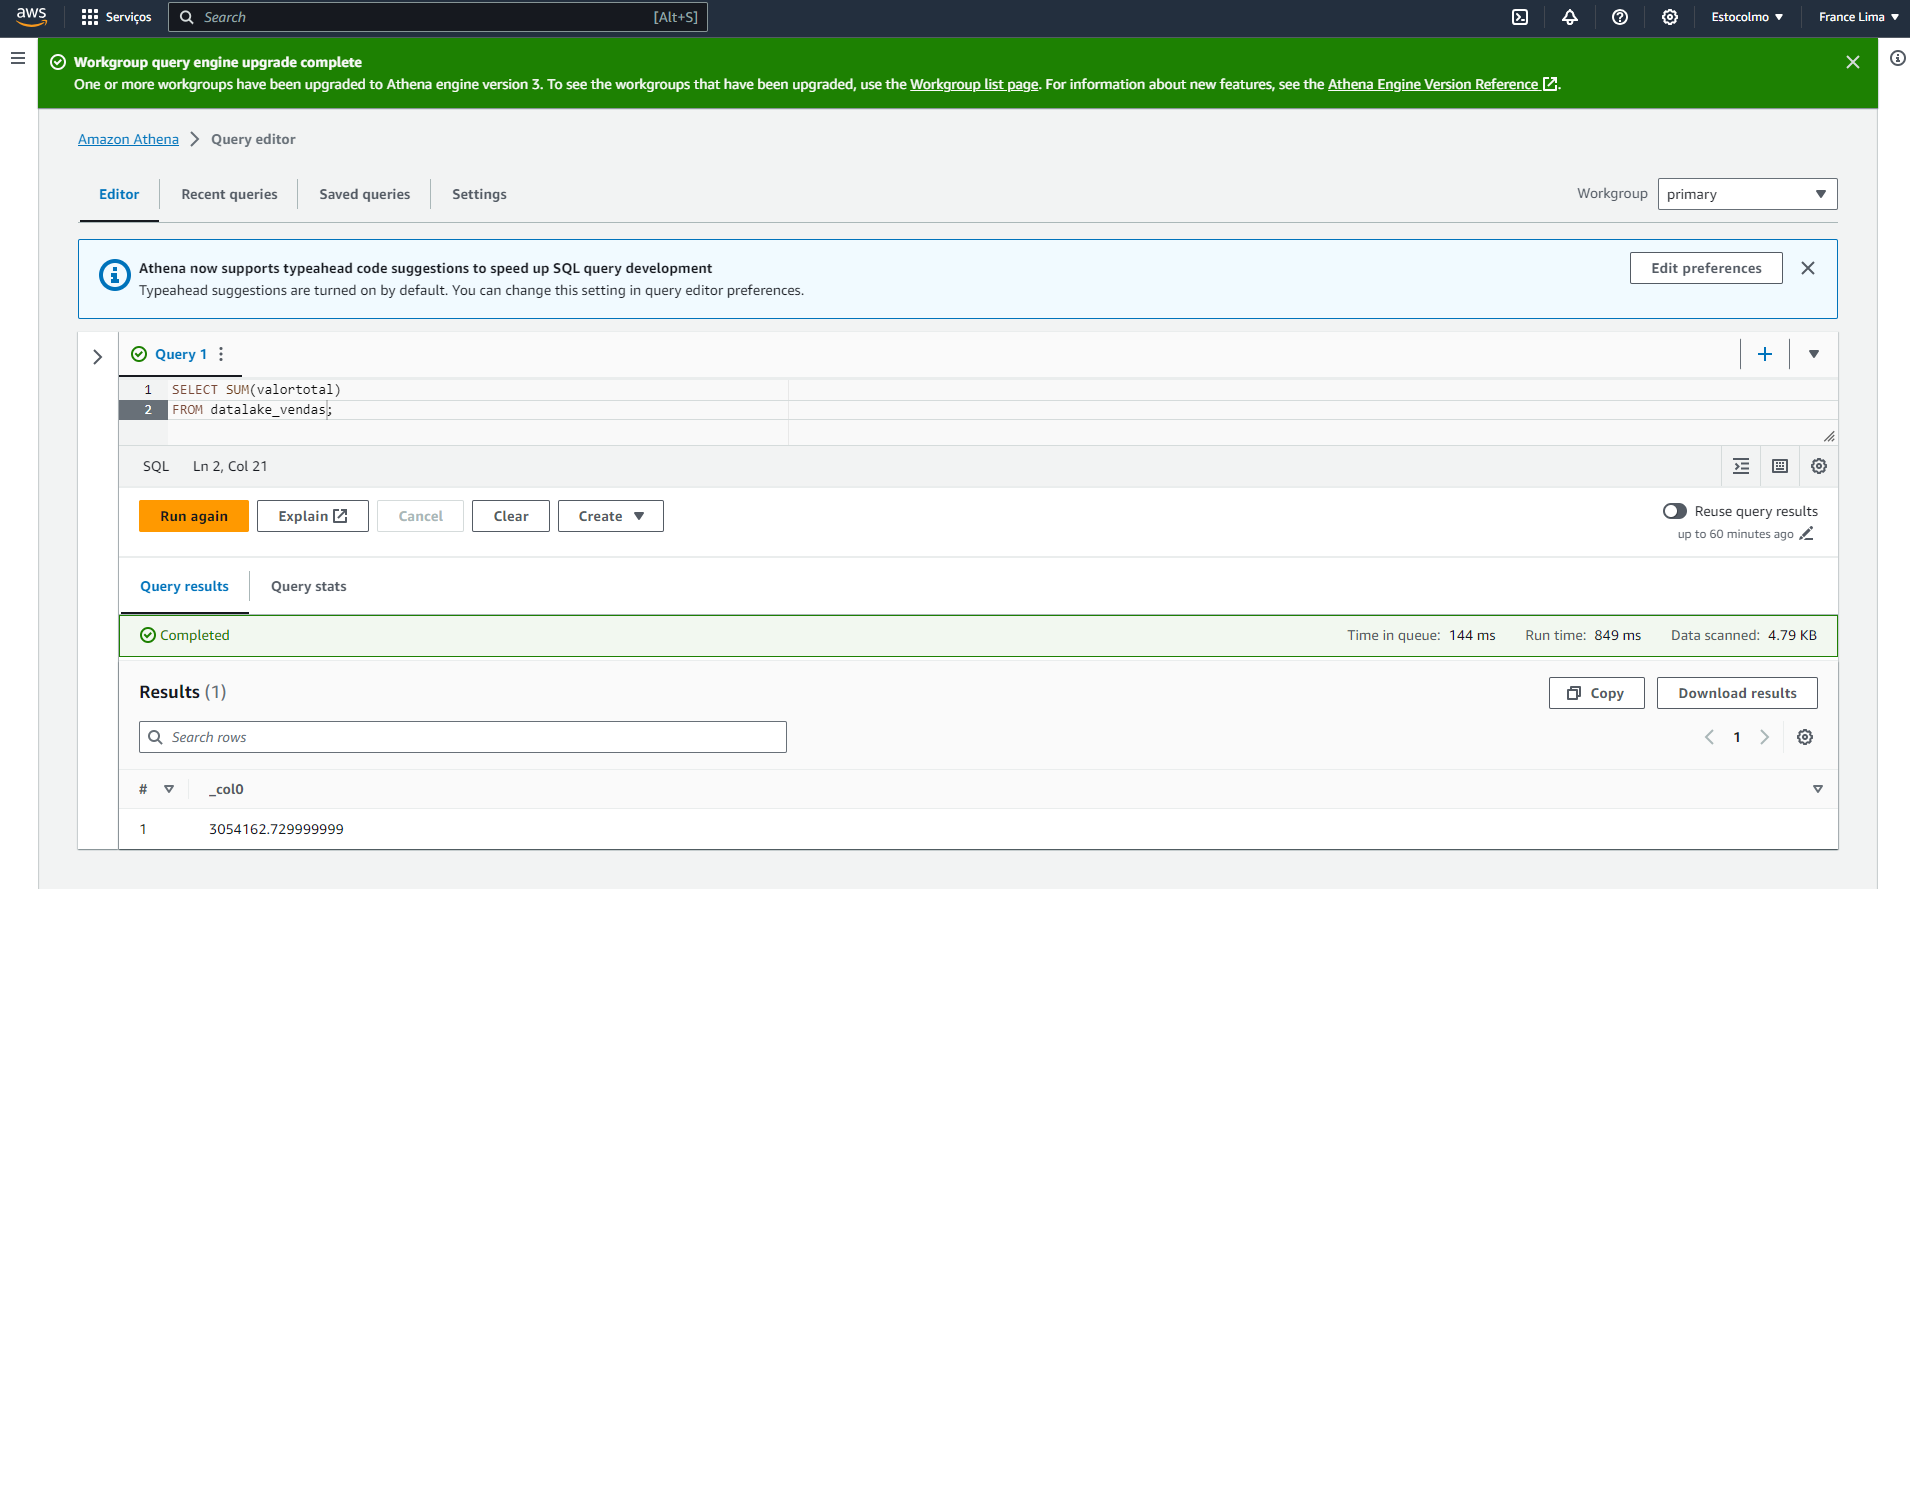 aws Serviços Search [Alt+S] Estocolmo France Lima
Workgroup query engine upgrade complete
One or more workgroups have been upgraded to Athena engine version 3. To see the workgroups that have been upgraded, use the Workgroup list page. For information about new features, see the Athena Engine Version Reference.
Amazon Athena Query editor
Editor Recent queries Saved queries Settings Workgroup primary
Athena now supports typeahead code suggestions to speed up SQL query development Edit preferences
Typeahead suggestions are turned on by default. You can change this setting in query editor preferences.
Query 1
1 SELECT SUM(valortotal)
2 FROM datalake_vendas;
SQL Ln 2, Col 21
Run again Explain Cancel Clear Create Reuse query results
up to 60 minutes ago
Query results Query stats
Completed Time in queue: 144 ms Run time: 849 ms Data scanned: 4.79 KB
Results (1) Copy Download results
Search rows 1
# _col0
1 3054162.729999999